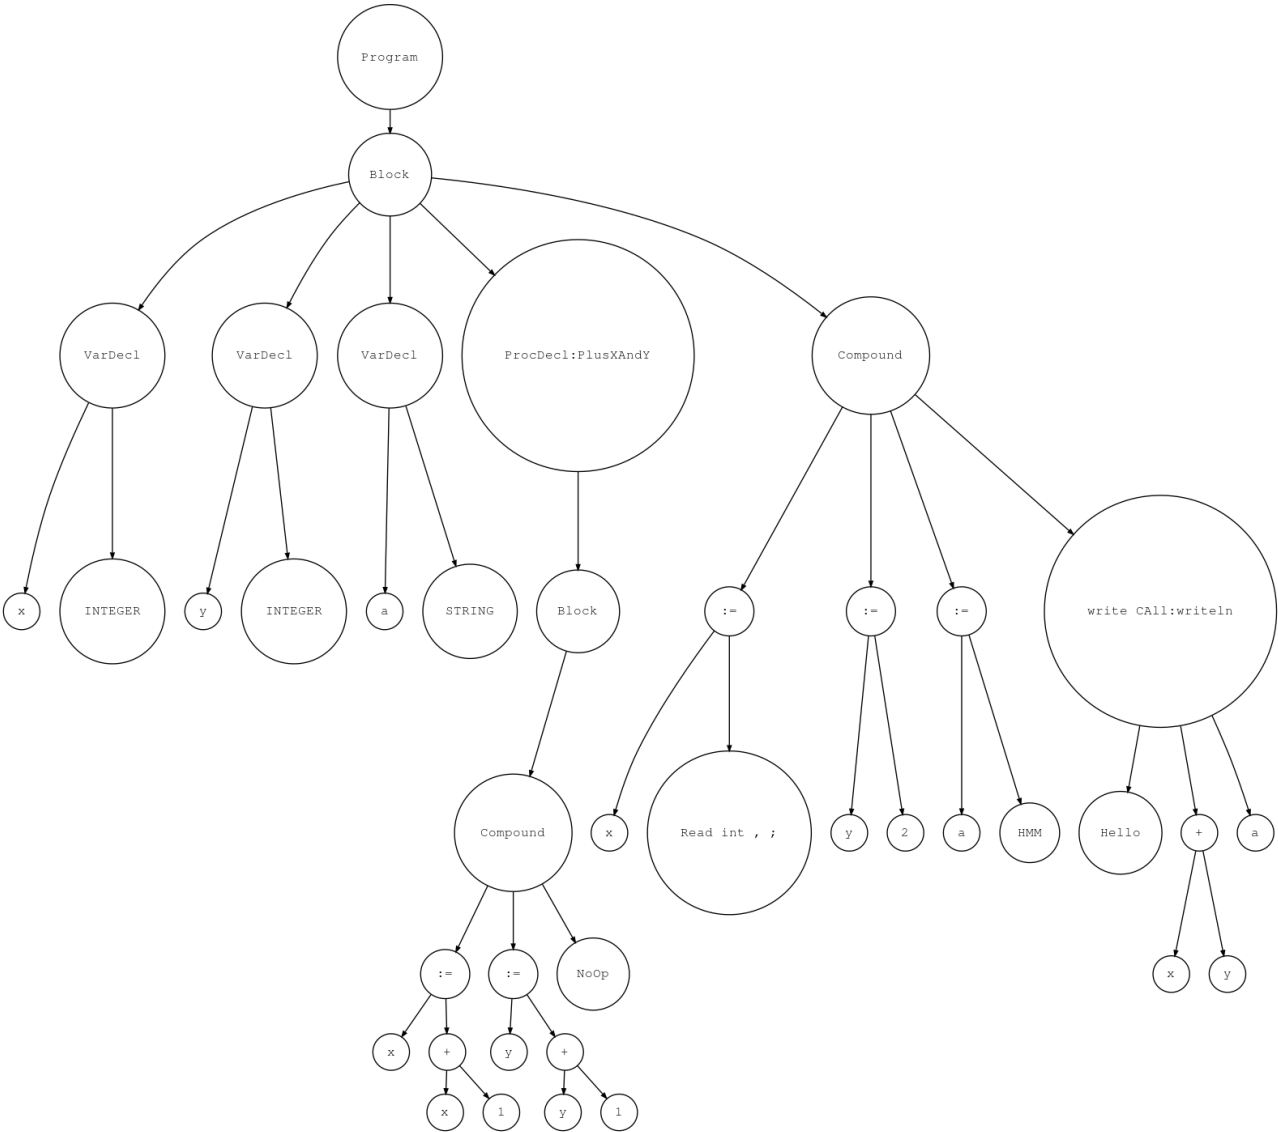 Program
Block
VarDecl
VarDecl
VarDecl
ProcDecl:PlusXAndY
Compound
x
INTEGER
y
INTEGER
a
STRING
Block
:=
:=
:=
write CAll:writeln
Compound
x
Read int , ;
y
2
a
HMM
Hello
+
a
:=
:=
NoOp
x
y
x
+
y
+
x
1
y
1